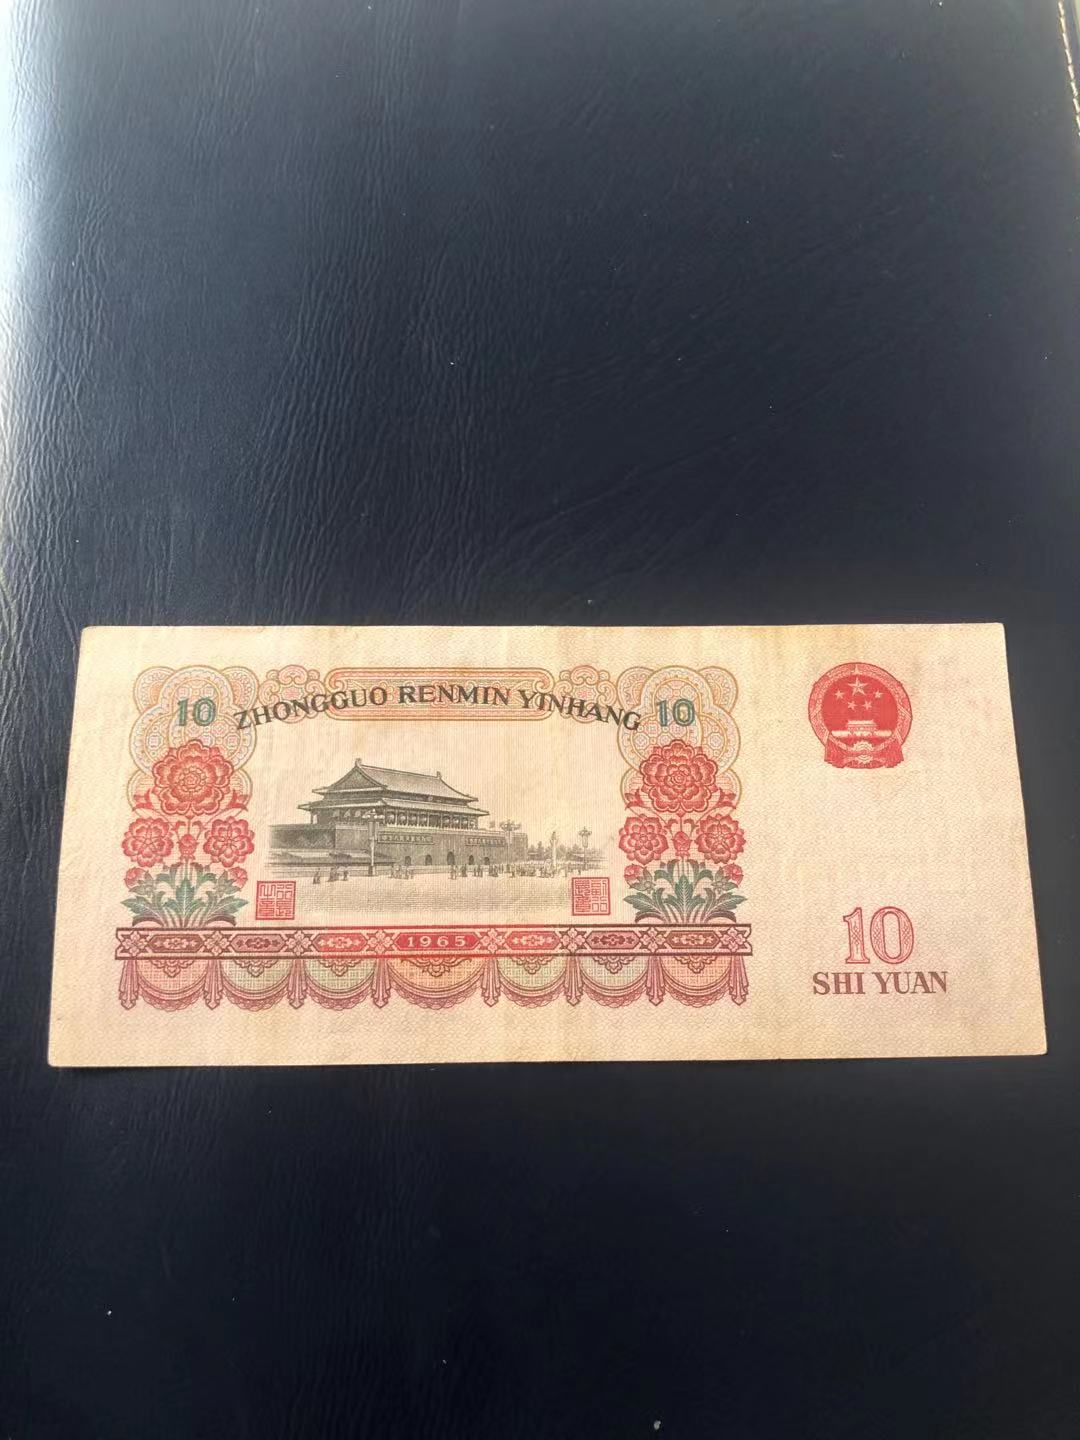 10 ZHONGGUO RENMIN YINHANG 10
1965
10
SHI YUAN